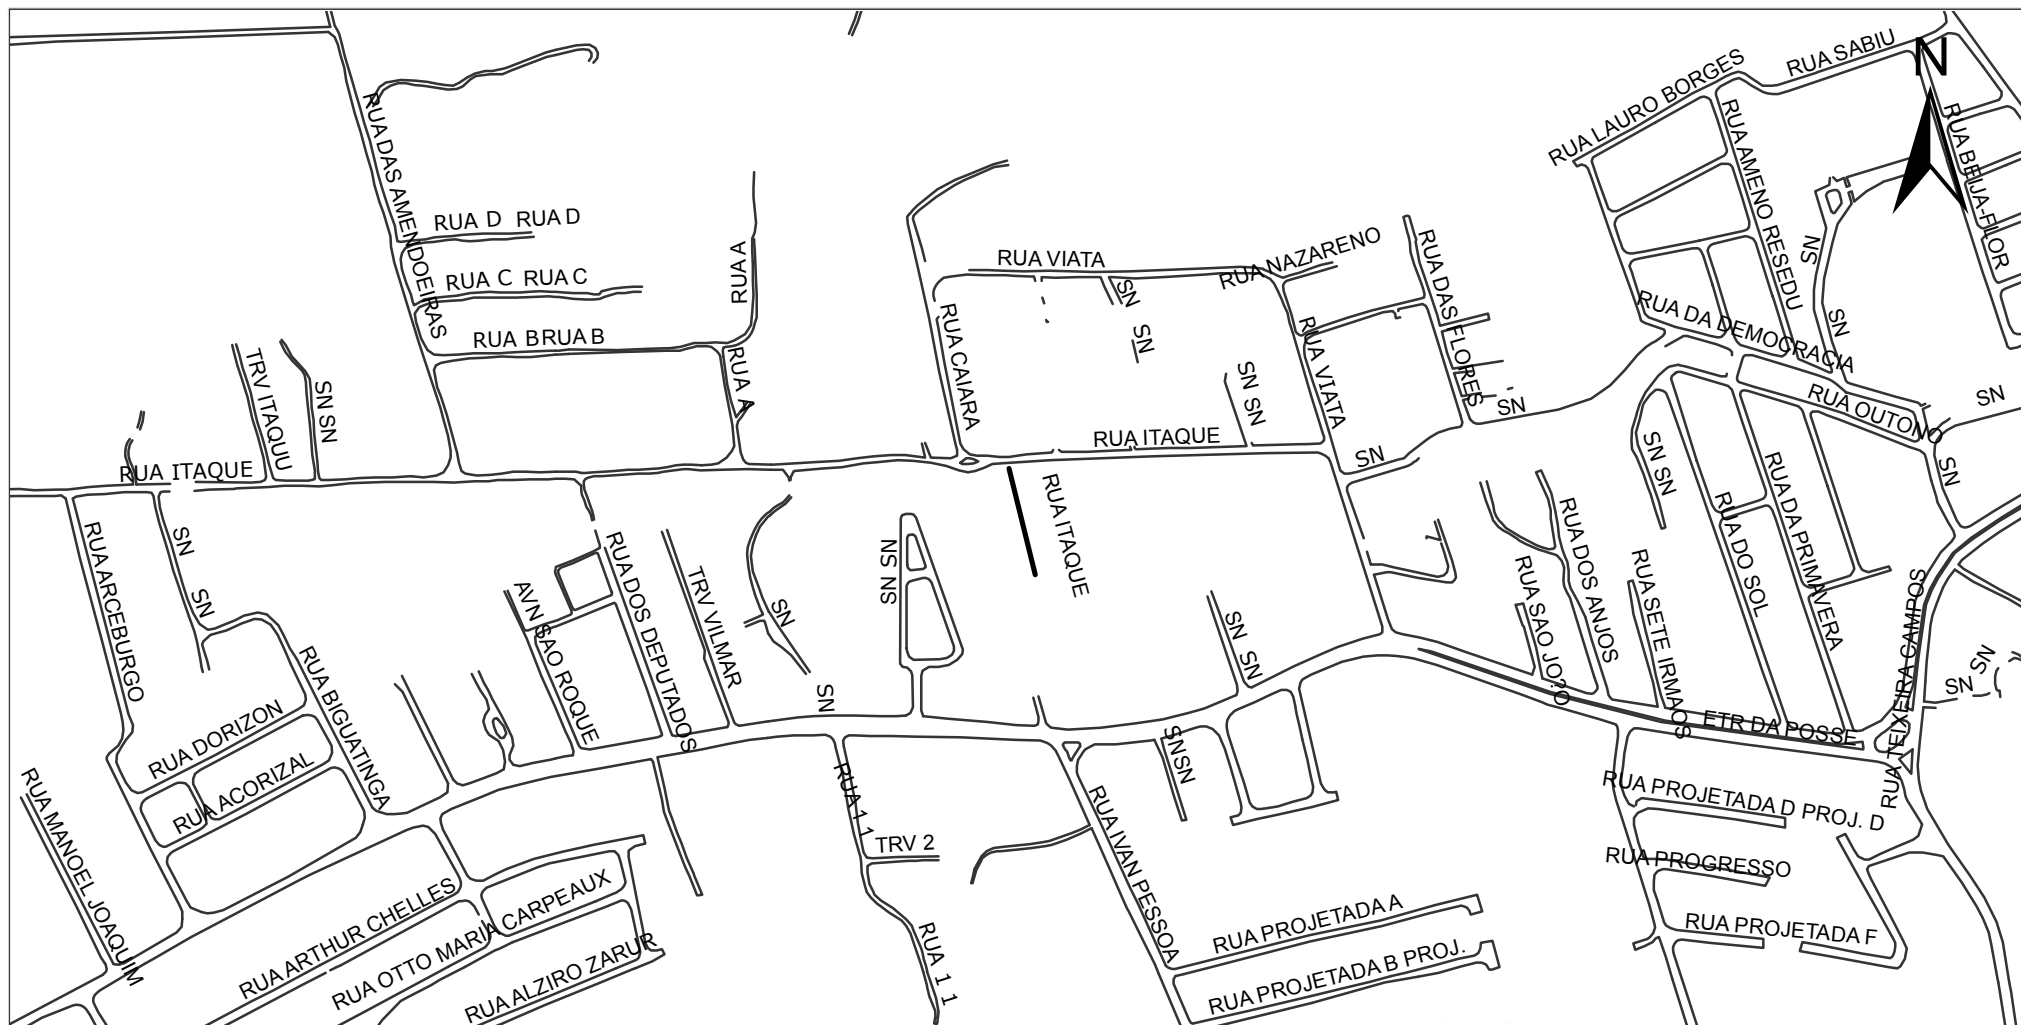 RUA SABIU
N
RUA LAURO BORGES
RUA DAS AMENDOEIRAS
RUA AMENO RESEDU
RUA BEIJA-FLOR
RUA D RUA D
RUA C RUA C
RUA B RUA B
RUA A
RUA A
RUA VIATA
RUA NAZARENO
RUA DAS FLORES
SN
SN
SN
SN
RUA DA DEMOCRACIA
RUA CAIARA
RUA VIATA
TRV ITAQUU
SN SN
SN SN
SN
RUA OUTONO
SN
RUA ITAQUE
RUA ITAQUE
SN
SN SN
SN
RUA ITAQUE
RUA ARCEBURGO
SN
SN
RUA DOS DEPUTADOS
AVN SAO ROQUE
TRV VILMAR
SN
SN
SN SN
SN SN
RUA SAO JO?O
RUA DOS ANJOS
RUA SETE IRMAOS
RUA DO SOL
RUA DA PRIMAVERA
RUA TEIXEIRA CAMPOS
SN
SN
RUA BIGUATINGA
RUA DORIZON
RUA ACORIZAL
RUA MANOEL JOAQUIM
ETR DA POSSE
SN SN
RUA 1 1
TRV 2
RUA IVAN PESSOA
RUA PROJETADA D PROJ. D
RUA PROGRESSO
RUA PROJETADA F
RUA PROJETADA A
RUA PROJETADA B PROJ.
RUA ARTHUR CHELLES
RUA OTTO MARIA CARPEAUX
RUA ALZIRO ZARUR
RUA 1 1